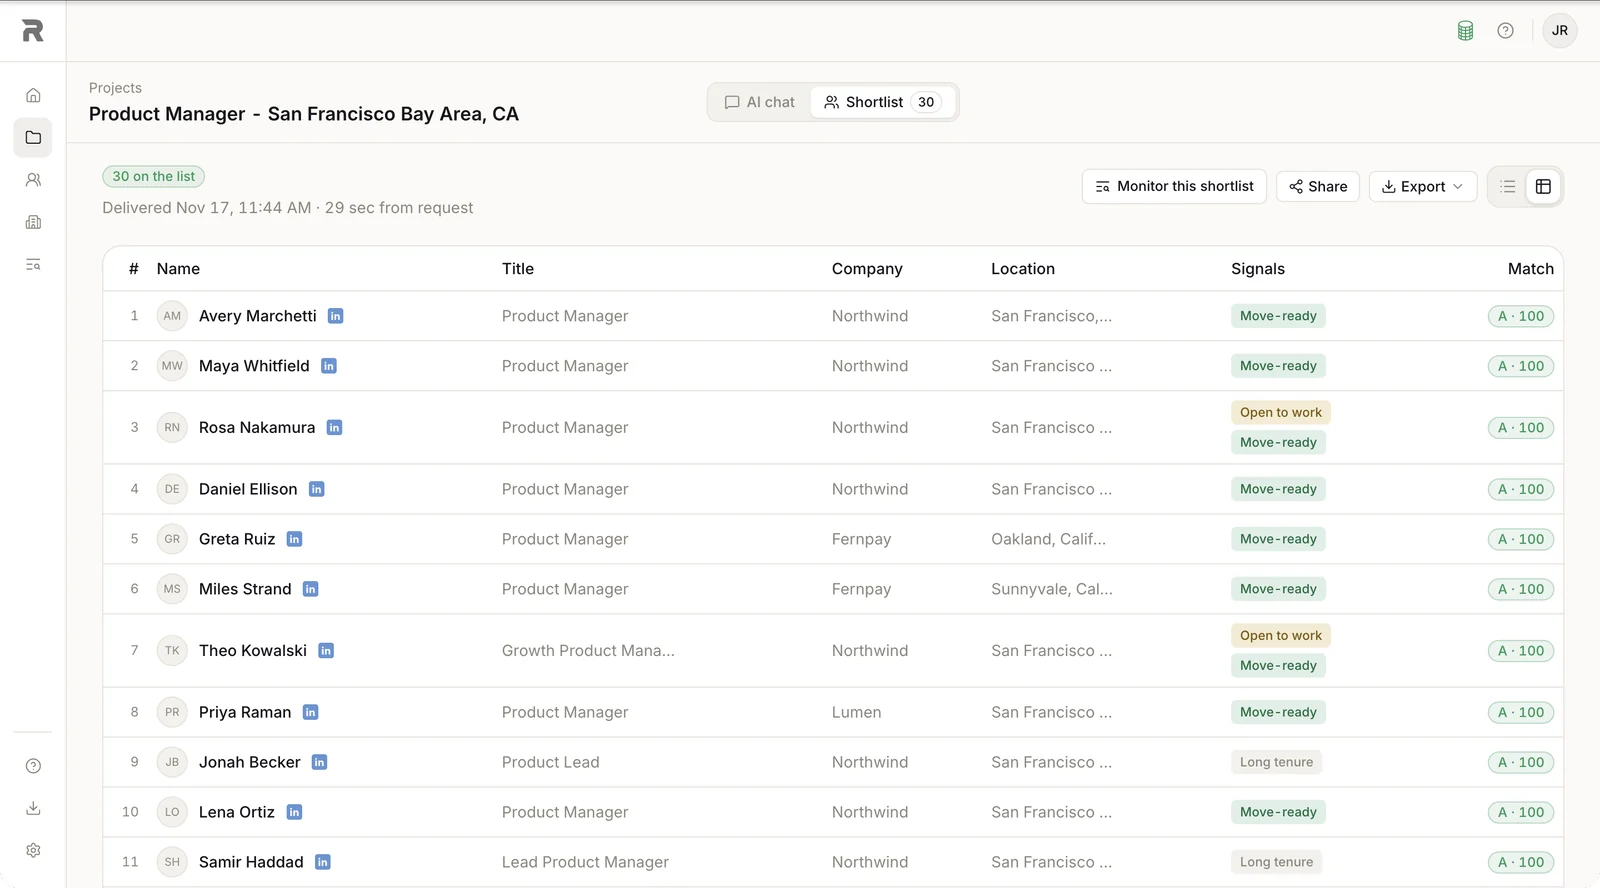 JR
Projects
Product Manager - San Francisco Bay Area, CA
AI chat
Shortlist 30
30 on the list
Delivered Nov 17, 11:44 AM · 29 sec from request
Monitor this shortlist
Share
Export
# Name Title Company Location Signals Match
1 AM Avery Marchetti in Product Manager Northwind San Francisco,... Move-ready A · 100
2 MW Maya Whitfield in Product Manager Northwind San Francisco ... Move-ready A · 100
3 RN Rosa Nakamura in Product Manager Northwind San Francisco ... Open to work Move-ready A · 100
4 DE Daniel Ellison in Product Manager Northwind San Francisco ... Move-ready A · 100
5 GR Greta Ruiz in Product Manager Fernpay Oakland, Calif... Move-ready A · 100
6 MS Miles Strand in Product Manager Fernpay Sunnyvale, Cal... Move-ready A · 100
7 TK Theo Kowalski in Growth Product Mana... Northwind San Francisco ... Open to work Move-ready A · 100
8 PR Priya Raman in Product Manager Lumen San Francisco ... Move-ready A · 100
9 JB Jonah Becker in Product Lead Northwind San Francisco ... Long tenure A · 100
10 LO Lena Ortiz in Product Manager Northwind San Francisco ... Move-ready A · 100
11 SH Samir Haddad in Lead Product Manager Northwind San Francisco ... Long tenure A · 100